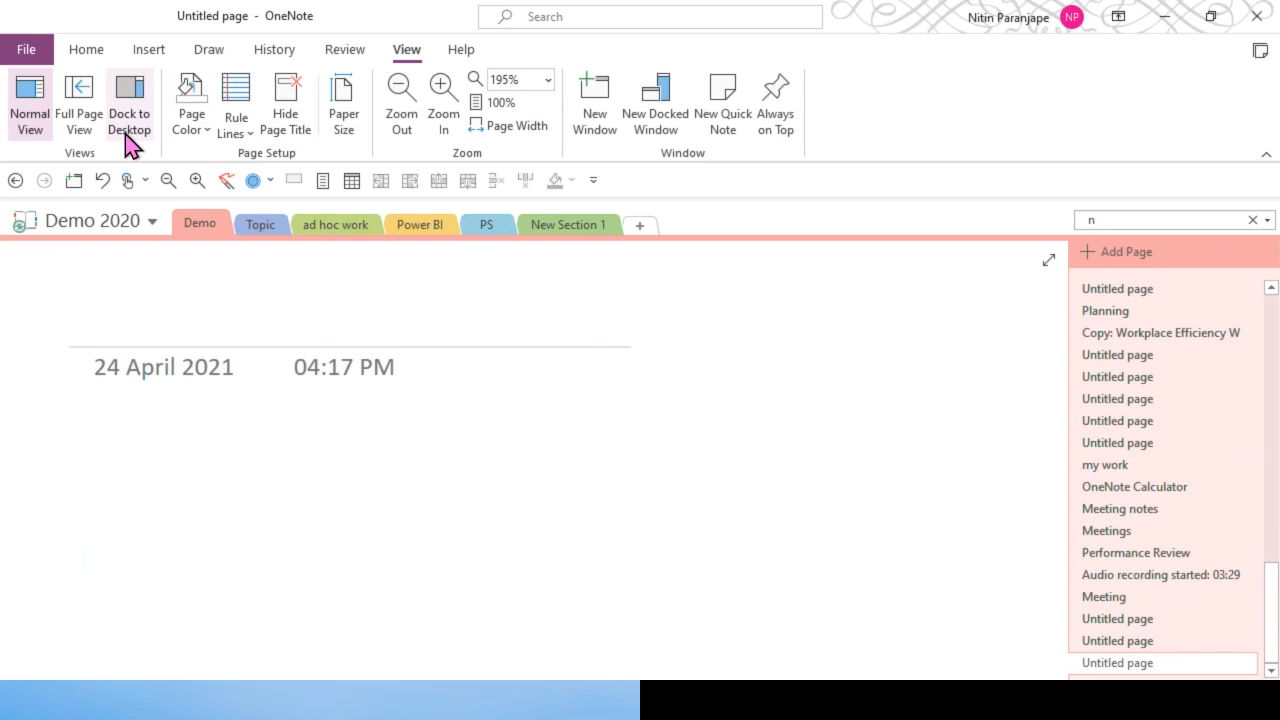 Untitled page - OneNote
Search
Nitin Paranjape
NP
File Home Insert Draw History Review View Help
Normal View
Full Page View
Dock to Desktop
Views
Page Color
Rule Lines
Hide Page Title
Paper Size
Page Setup
Zoom Out
Zoom In
195%
100%
Page Width
Zoom
New Window
New Docked Window
New Quick Note
Always on Top
Window
Demo 2020
Demo
Topic
ad hoc work
Power BI
PS
New Section 1
n
Add Page
24 April 2021 04:17 PM
Untitled page
Planning
Copy: Workplace Efficiency W
Untitled page
Untitled page
Untitled page
Untitled page
Untitled page
my work
OneNote Calculator
Meeting notes
Meetings
Performance Review
Audio recording started: 03:29
Meeting
Untitled page
Untitled page
Untitled page